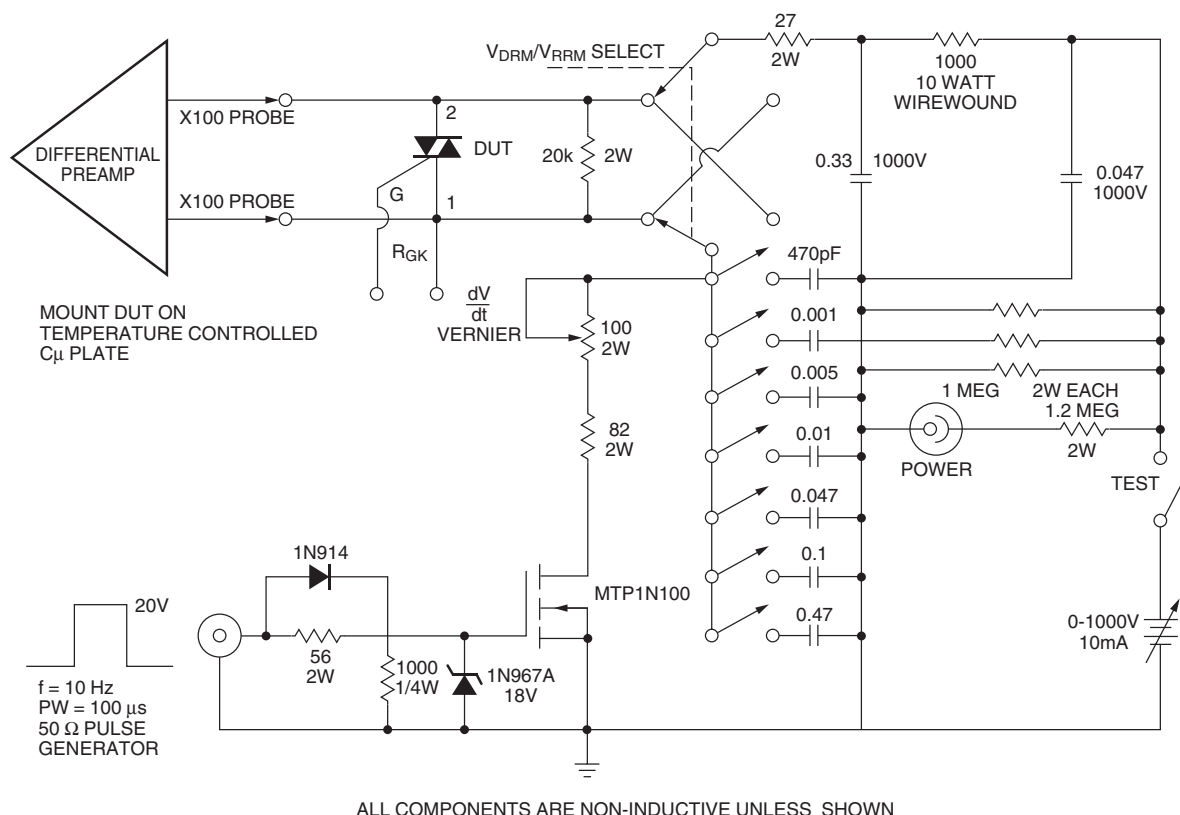 27
2W
V_DRM/V_RRM SELECT
1000
10 WATT
WIREWOUND
X100 PROBE
2
DIFFERENTIAL
PREAMP
DUT
20k
2W
0.33
1000V
0.047
1000V
G
X100 PROBE
1
R_GK
470pF
MOUNT DUT ON
TEMPERATURE CONTROLLED
Cµ PLATE
dV
dt
VERNIER
100
2W
0.001
0.005
1 MEG
2W EACH
1.2 MEG
82
2W
0.01
POWER
2W
TEST
0.047
1N914
0.1
MTP1N100
20V
0.47
0-1000V
10mA
56
2W
1000
1/4W
1N967A
18V
f = 10 Hz
PW = 100 µs
50 Ω PULSE
GENERATOR
ALL COMPONENTS ARE NON-INDUCTIVE UNLESS SHOWN